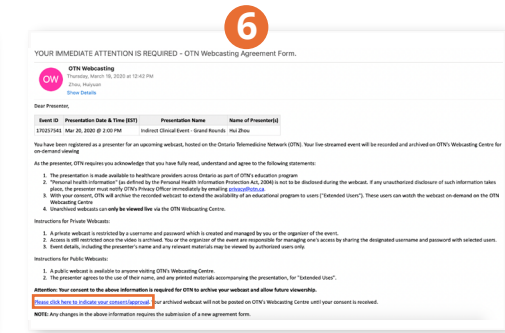 6
YOUR IMMEDIATE ATTENTION IS REQUIRED - OTN Webcasting Agreement Form.
OW
OTN Webcasting
Thursday, March 19, 2020 at 12:42 PM
Zhou, Huiyuan
Show Details
Dear Presenter,
Event ID Presentation Date & Time (EST) Presentation Name Name of Presenter(s)
170257541 Mar 20, 2020 @ 2:00 PM Indirect Clinical Event - Grand Rounds Hui Zhou
You have been registered as a presenter for an upcoming webcast, hosted on the Ontario Telemedicine Network (OTN). Your live streamed event will be recorded and archived on OTN's Webcasting Centre for
on-demand viewing
As the presenter, OTN requires you acknowledge that you have fully read, understand and agree to the following statements:
1. The presentation is made available to healthcare providers across Ontario as part of OTN's education program
2. "Personal health information" (as defined by the Personal Health Information Protection Act, 2004) is not to be disclosed during the webcast. If any unauthorized disclosure of such information takes
place, the presenter must notify OTN's Privacy Officer immediately by emailing privacy@otn.ca
3. With your consent, OTN will archive the recorded webcast to extend the availability of an educational program to users ("Extended Users"). These users can watch the webcast on-demand on the OTN
Webcasting Centre
4. Unarchived webcasts can only be viewed live via the OTN Webcasting Centre.
Instructions for Private Webcasts:
1. A private webcast is restricted by a username and password which is created and managed by you or the organizer of the event.
2. Access is still restricted once the video is archived. You or the organizer of the event are responsible for managing one's access by sharing the designated username and password with selected users.
3. Event details, including the presenter's name and any relevant materials may be viewed by authorized users only.
Instructions for Public Webcasts:
1. A public webcast is available to anyone visiting OTN's Webcasting Centre.
2. The presenter agrees to the use of their name, and any printed materials accompanying the presentation, for "Extended Uses".
Attention: Your consent to the above information is required for OTN to archive your webcast and allow future viewership.
Please click here to indicate your consent/approval. Your archived webcast will not be posted on OTN's Webcasting Centre until your consent is received.
NOTE: Any changes in the above information requires the submission of a new agreement form.